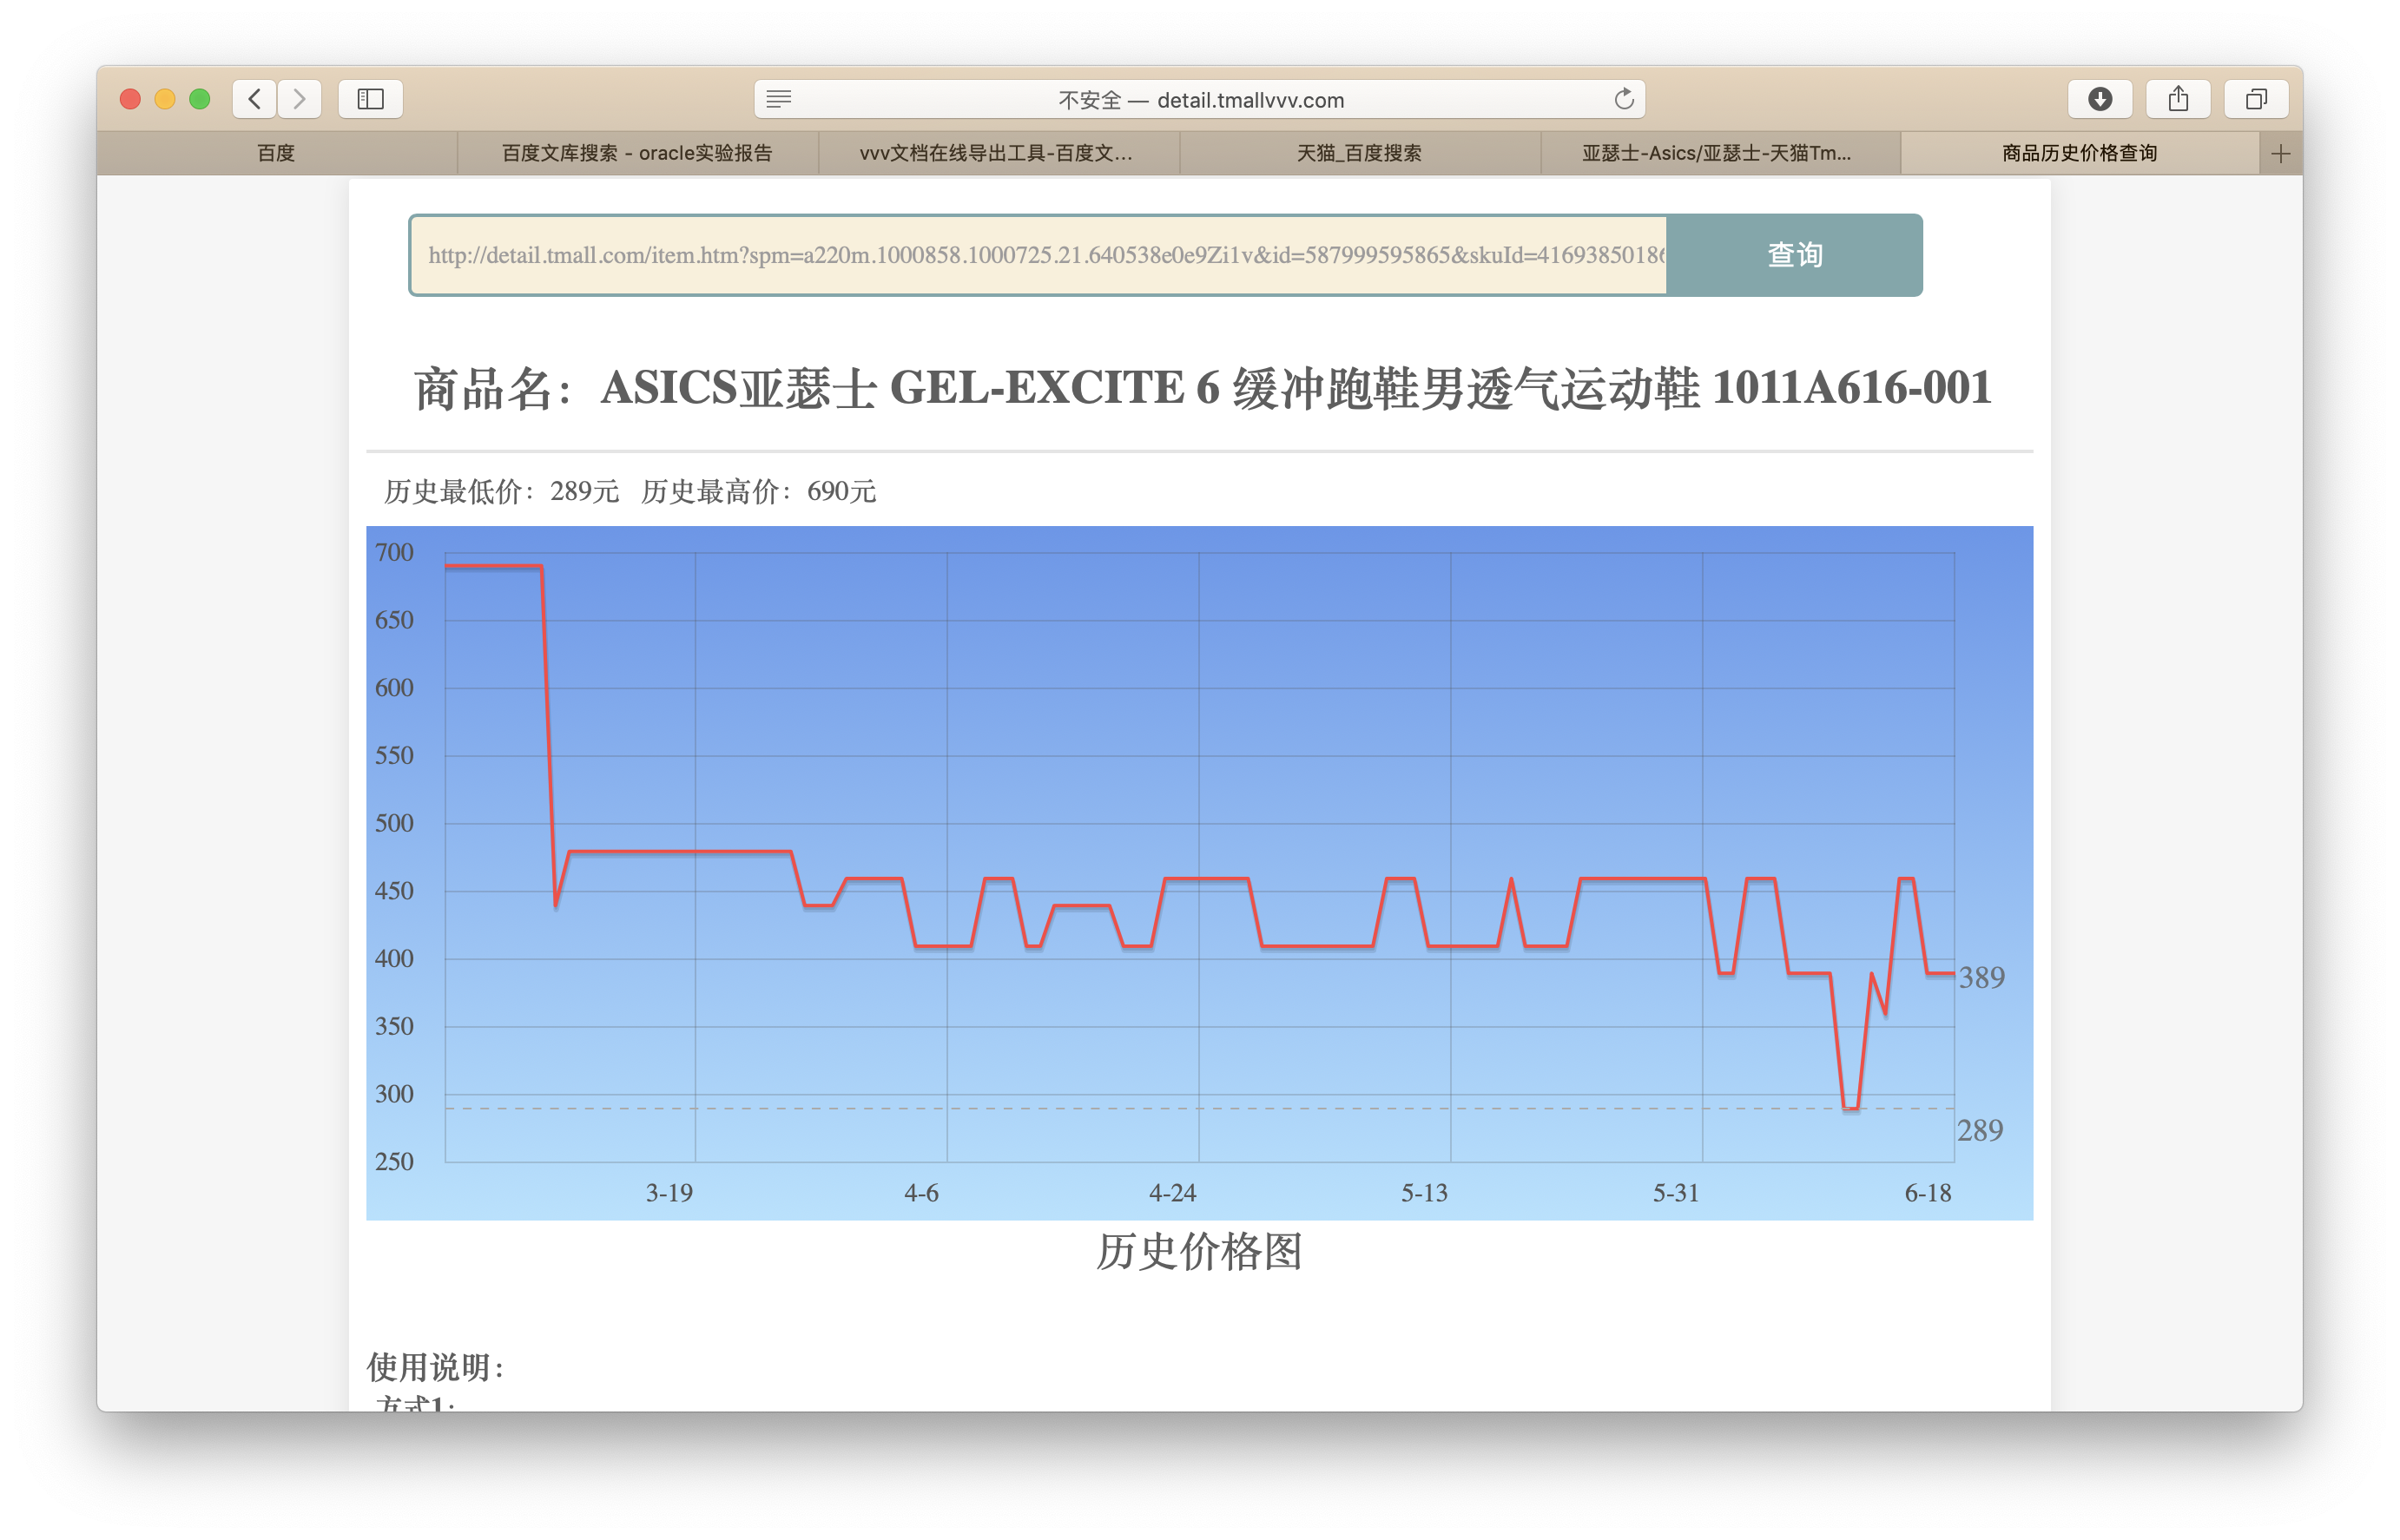 不安全 — detail.tmallvvv.com
百度
百度文库搜索 - oracle实验报告
vvv文档在线导出工具-百度文...
天猫_百度搜索
亚瑟士-Asics/亚瑟士-天猫Tm...
商品历史价格查询
http://detail.tmall.com/item.htm?spm=a220m.1000858.1000725.21.640538e0e9Zi1v&id=587999595865&skuId=41693850186
查询
商品名：ASICS亚瑟士 GEL-EXCITE 6 缓冲跑鞋男透气运动鞋 1011A616-001
历史最低价：289元 历史最高价：690元
700
650
600
550
500
450
400
350
300
250
389
289
3-19 4-6 4-24 5-13 5-31 6-18
历史价格图
使用说明：
方式1：